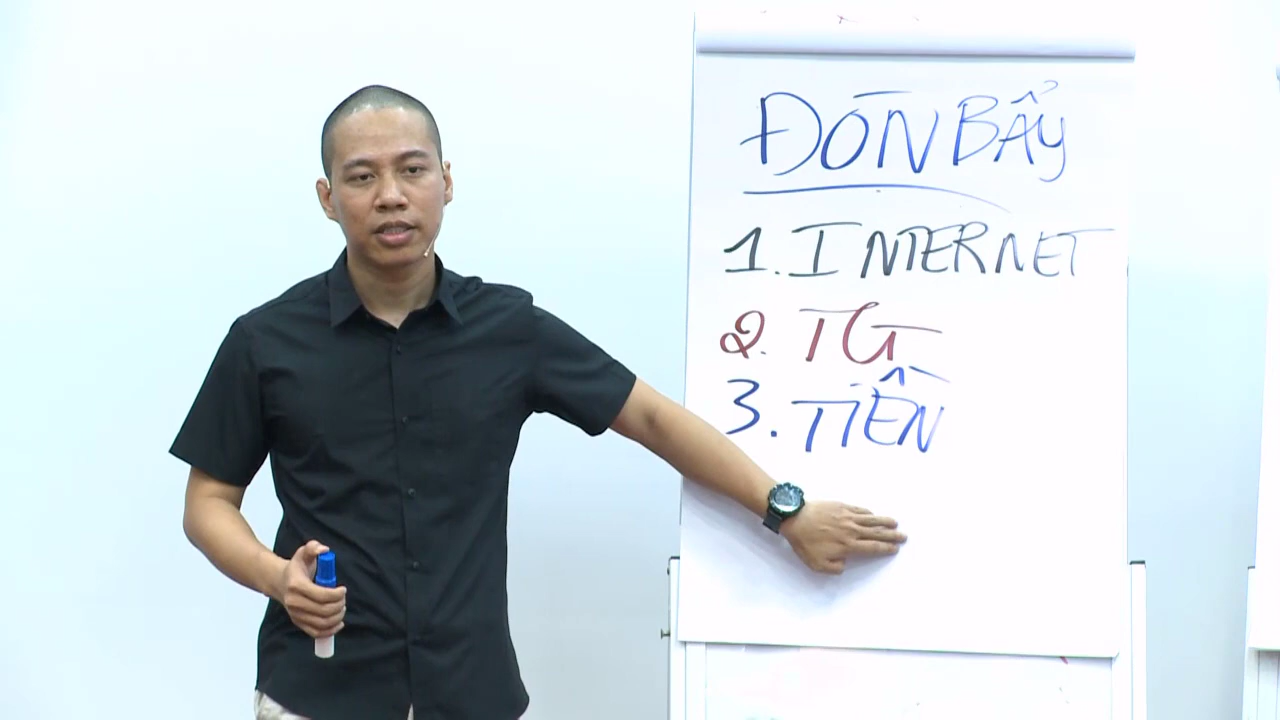 ĐÒN BẨY
1. INTERNET
2. TG
3. TIỀN